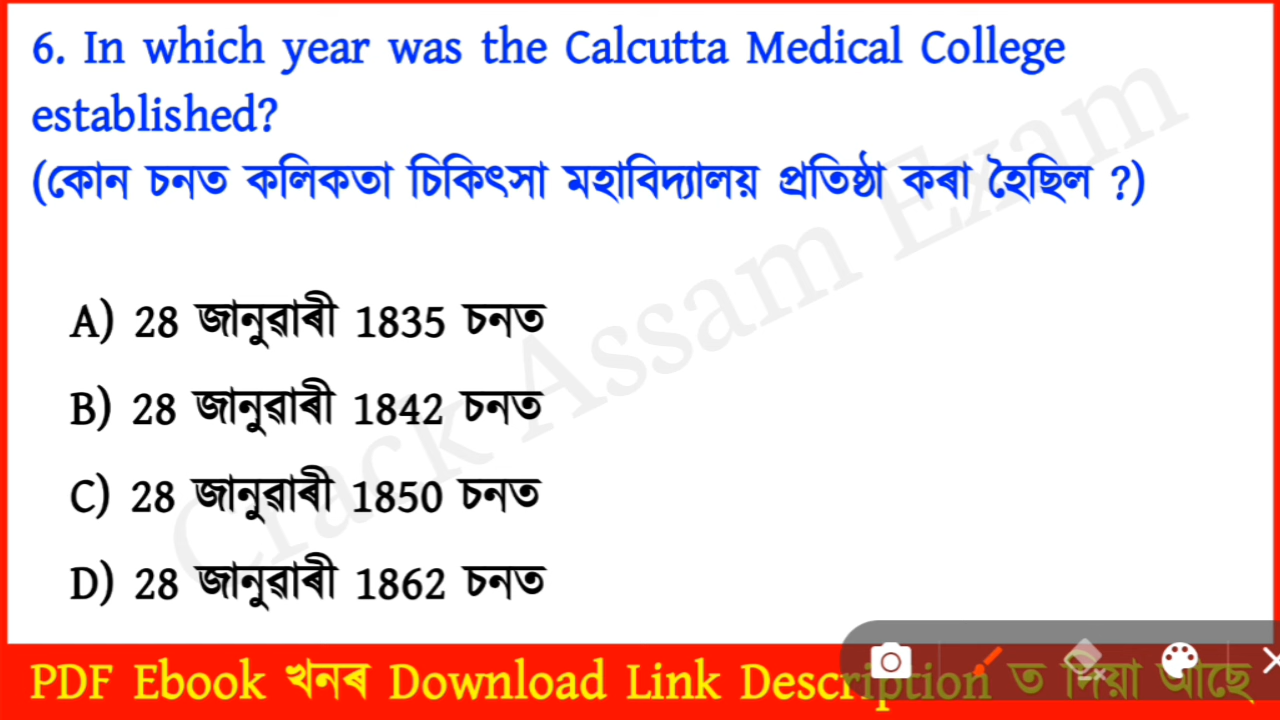 6. In which year was the Calcutta Medical College
established?
(কোন চনত কলিকতা চিকিৎসা মহাবিদ্যালয় প্ৰতিষ্ঠা কৰা হৈছিল ?)
A) 28 জানুৱাৰী 1835 চনত
B) 28 জানুৱাৰী 1842 চনত
C) 28 জানুৱাৰী 1850 চনত
D) 28 জানুৱাৰী 1862 চনত
Crack Assam Exam
PDF Ebook খনৰ Download Link Description ত দিয়া আছে